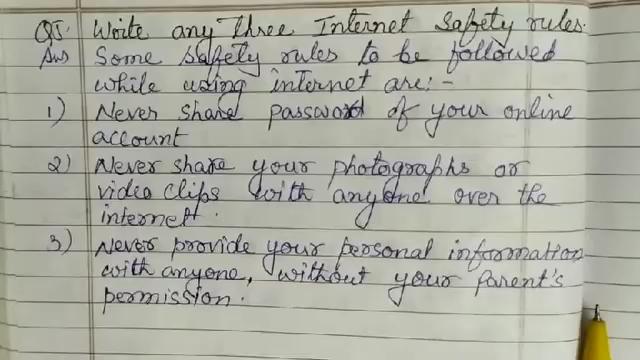 Q1. Write any three Internet Safety rules.
Ans Some safety rules to be followed
while using internet are:-
1) Never share password of your online
account
2) Never share your photographs or
video clips with anyone over the
internet.
3) Never provide your personal information
with anyone, without your parent's
permission.